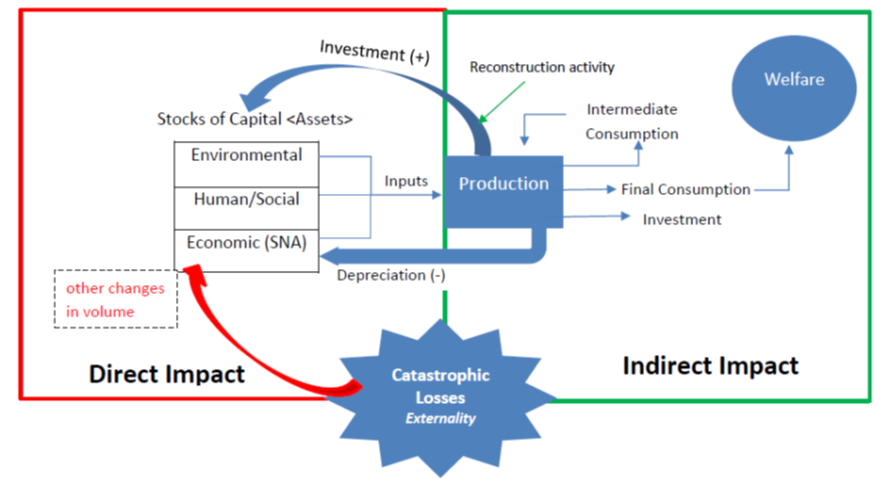 Investment (+)
Reconstruction activity
Welfare
Stocks of Capital <Assets>
Intermediate
Consumption
Environmental
Inputs
Production
Human/Social
Final Consumption
Investment
Economic (SNA)
Depreciation (-)
other changes
in volume
Direct Impact
Indirect Impact
Catastrophic
Losses
Externality